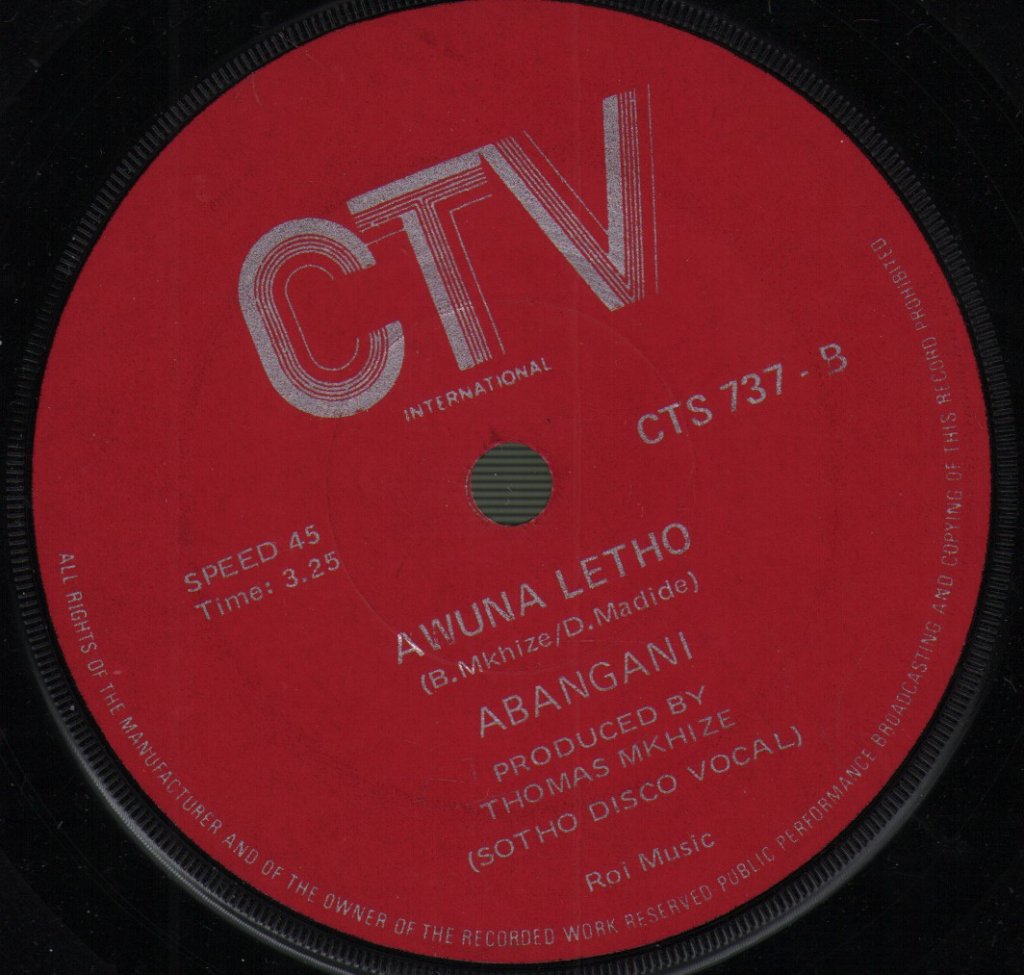 CTV
INTERNATIONAL
CTS 737 - B
SPEED 45
Time: 3.25
AWUNA LETHO
(B.Mkhize/D.Madide)
ABANGANI
PRODUCED BY
THOMAS MKHIZE
(SOTHO DISCO VOCAL)
Roi Music
ALL RIGHTS OF THE MANUFACTURER AND OF THE OWNER OF THE RECORDED WORK RESERVED PUBLIC PERFORMANCE BROADCASTING AND COPYING OF THIS RECORD PROHIBITED